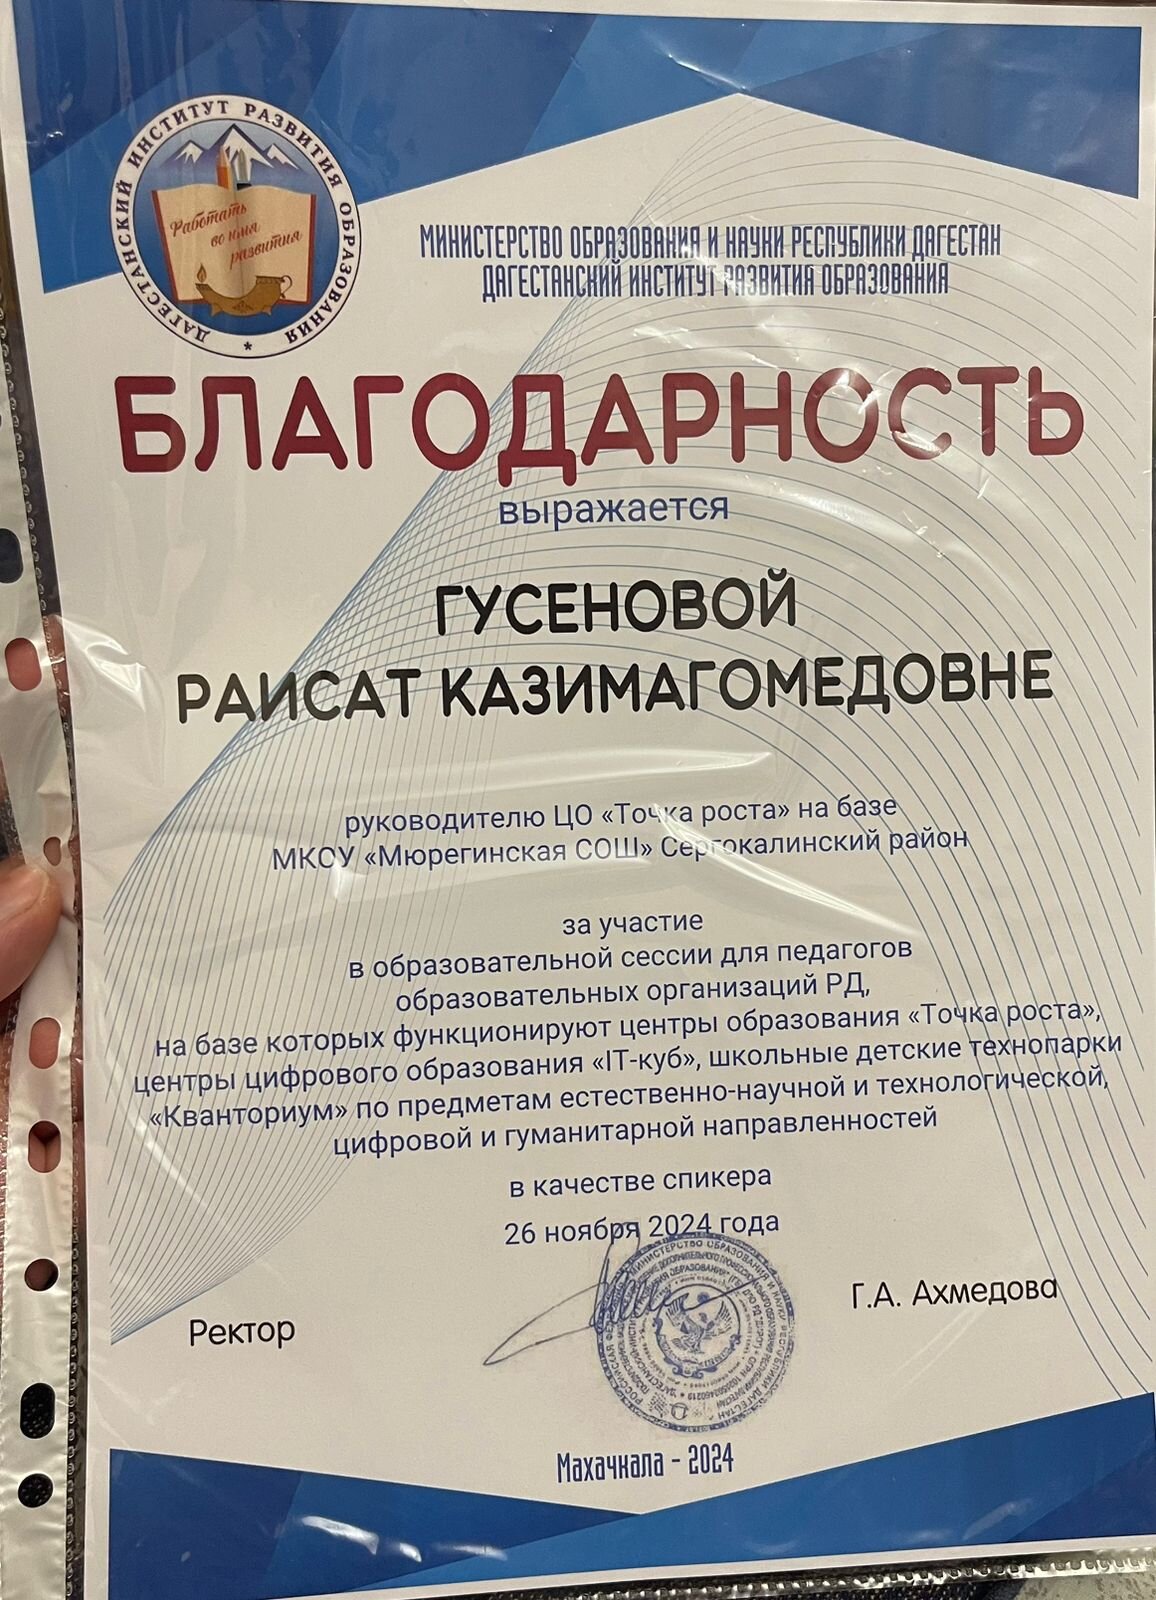 ДАГЕСТАНСКИЙ ИНСТИТУТ РАЗВИТИЯ ОБРАЗОВАНИЯ
Работать
во имя
развития
МИНИСТЕРСТВО ОБРАЗОВАНИЯ И НАУКИ РЕСПУБЛИКИ ДАГЕСТАН
ДАГЕСТАНСКИЙ ИНСТИТУТ РАЗВИТИЯ ОБРАЗОВАНИЯ
БЛАГОДАРНОСТЬ
выражается
ГУСЕНОВОЙ
РАИСАТ КАЗИМАГОМЕДОВНЕ
руководителю ЦО «Точка роста» на базе
МКОУ «Мюрегинская СОШ» Сергокалинский район
за участие
в образовательной сессии для педагогов
образовательных организаций РД,
на базе которых функционируют центры образования «Точка роста»,
центры цифрового образования «IT-куб», школьные детские технопарки
«Кванториум» по предметам естественно-научной и технологической,
цифровой и гуманитарной направленностей
в качестве спикера
26 ноября 2024 года
Ректор
Г.А. Ахмедова
Махачкала - 2024